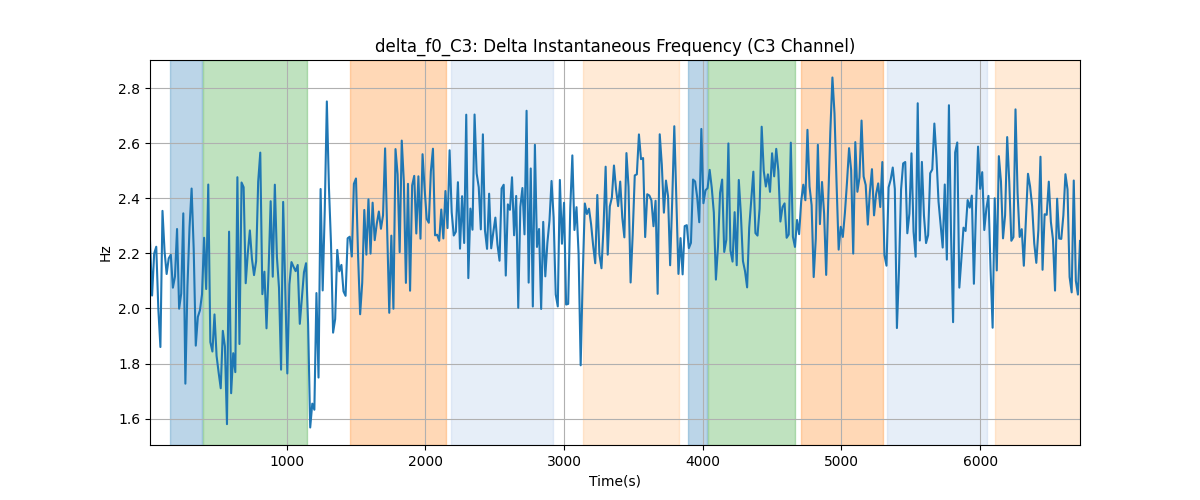 delta_f0_C3: Delta Instantaneous Frequency (C3 Channel)
2.8
2.6
2.4
2.2
2.0
1.8
1.6
Hz
1000 2000 3000 4000 5000 6000
Time(s)